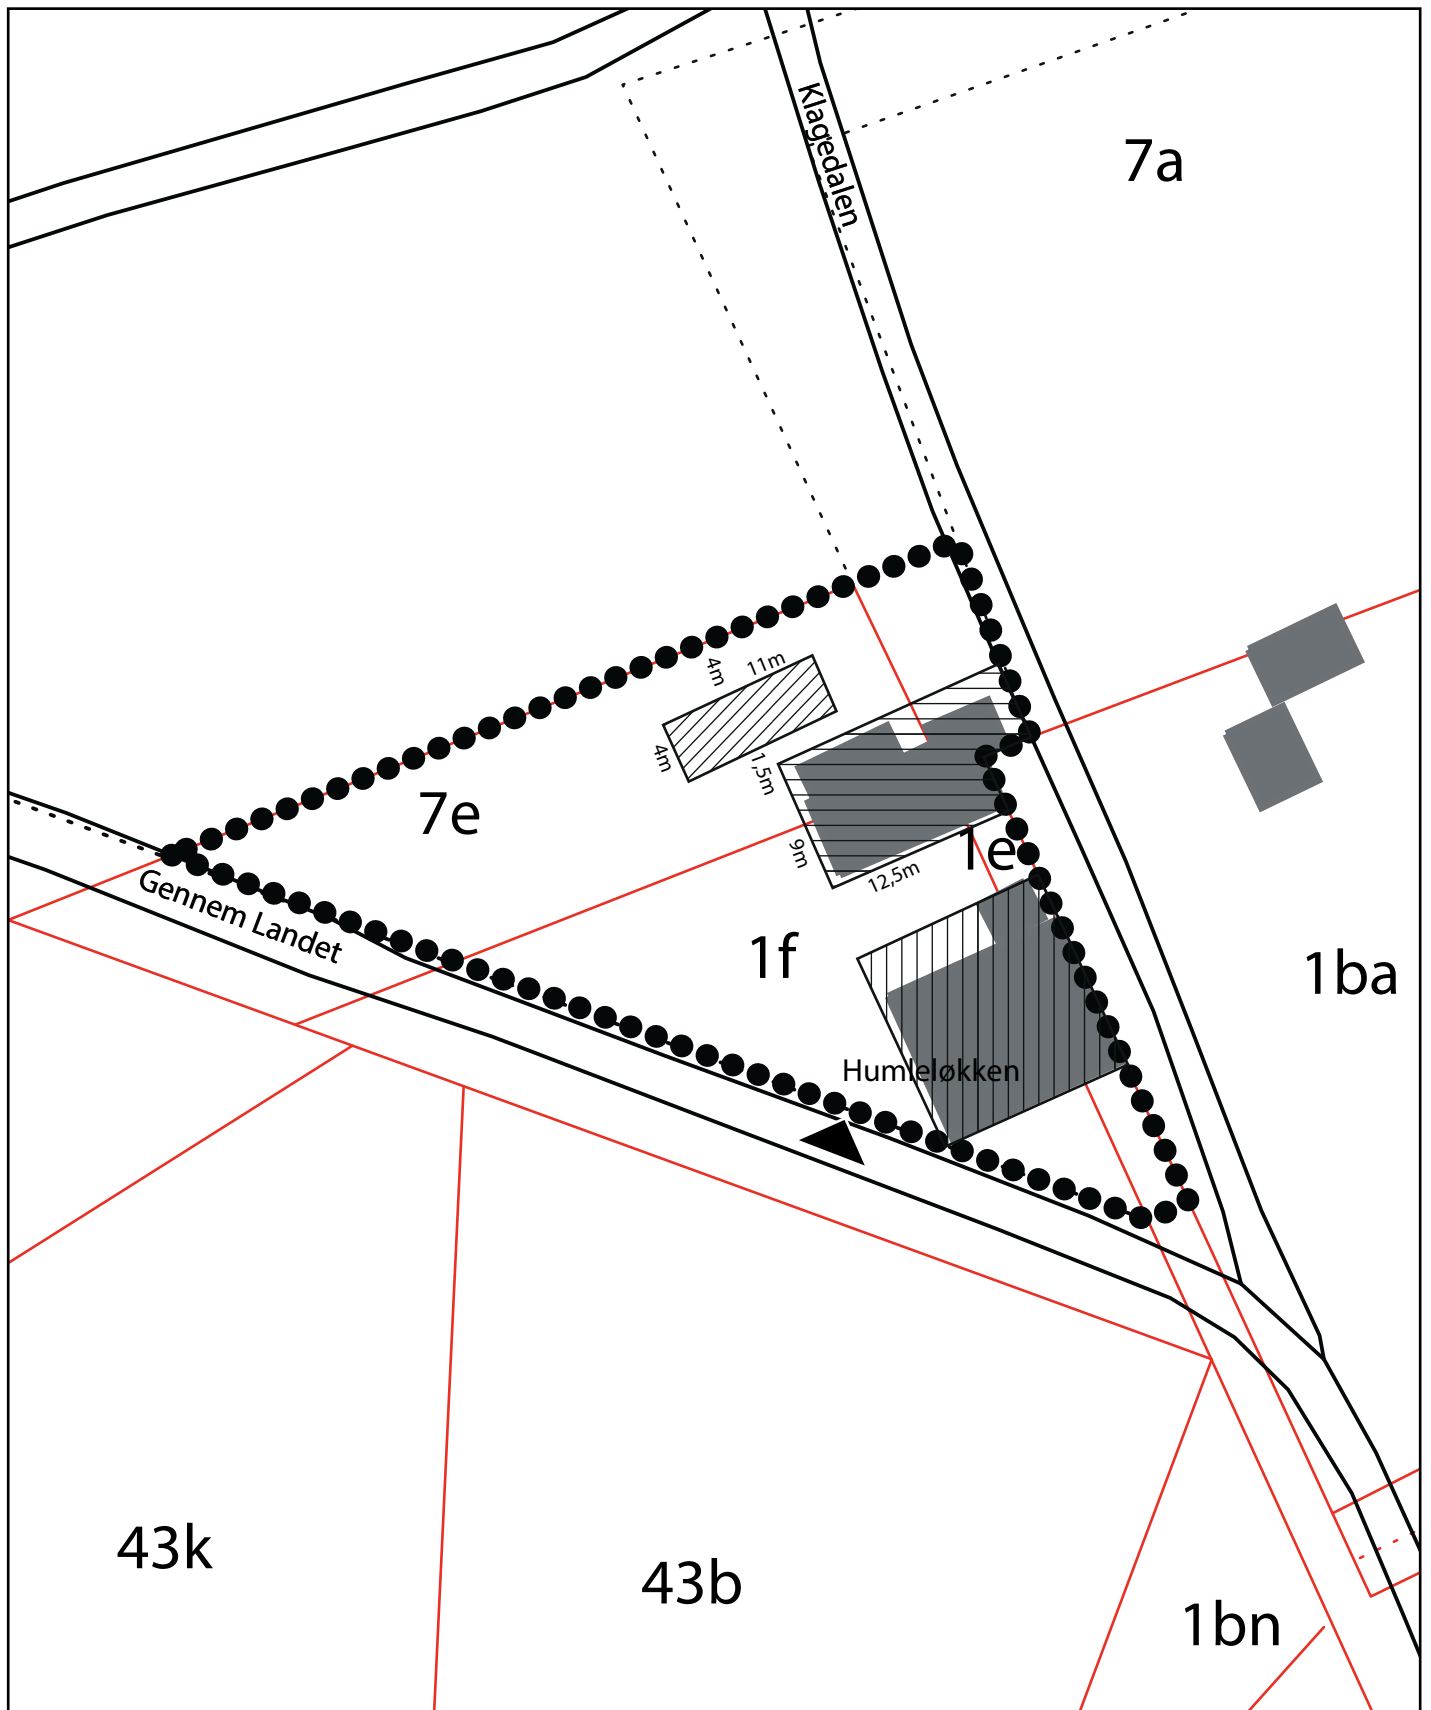 Klagedalen
7a
4m
11m
4m
1,5m
7e
9m
12,5m
1e
Gennem Landet
1f
1ba
Humleløkken
43k
43b
1bn